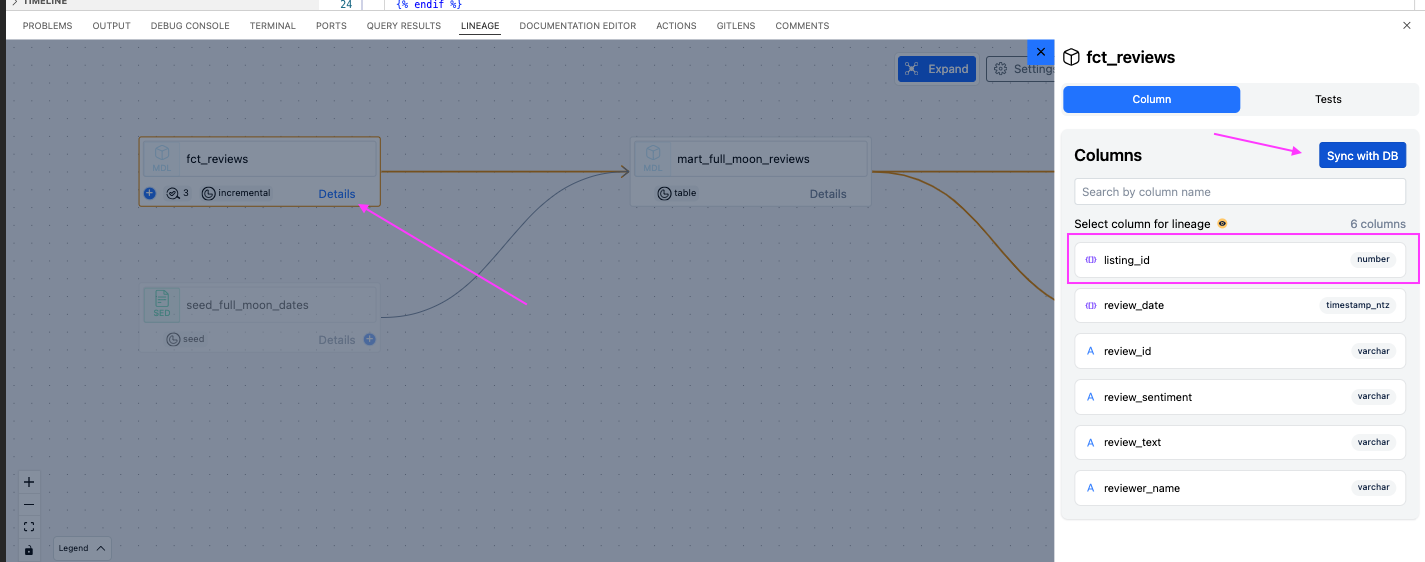 TIMELINE
24 {% endif %}
PROBLEMS OUTPUT DEBUG CONSOLE TERMINAL PORTS QUERY RESULTS LINEAGE DOCUMENTATION EDITOR ACTIONS GITLENS COMMENTS
Expand
Settings
fct_reviews
MDL
3
incremental
Details
mart_full_moon_reviews
MDL
table
Details
seed_full_moon_dates
SED
seed
Details
Legend
fct_reviews
Column Tests
Columns
Sync with DB
Search by column name
Select column for lineage 6 columns
listing_id number
review_date timestamp_ntz
A review_id varchar
A review_sentiment varchar
A review_text varchar
A reviewer_name varchar